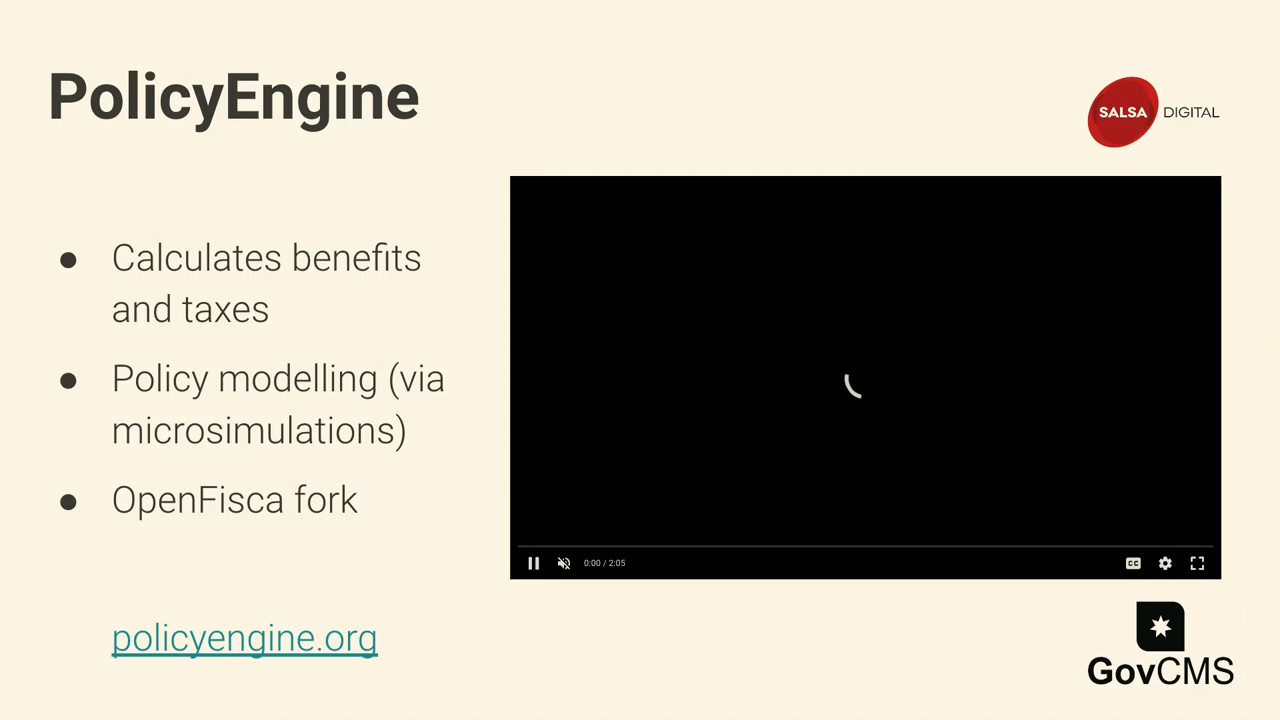 PolicyEngine
SALSA DIGITAL
● Calculates benefits
and taxes
● Policy modelling (via
microsimulations)
● OpenFisca fork
0:00 / 2:05
CC
policyengine.org
GovCMS